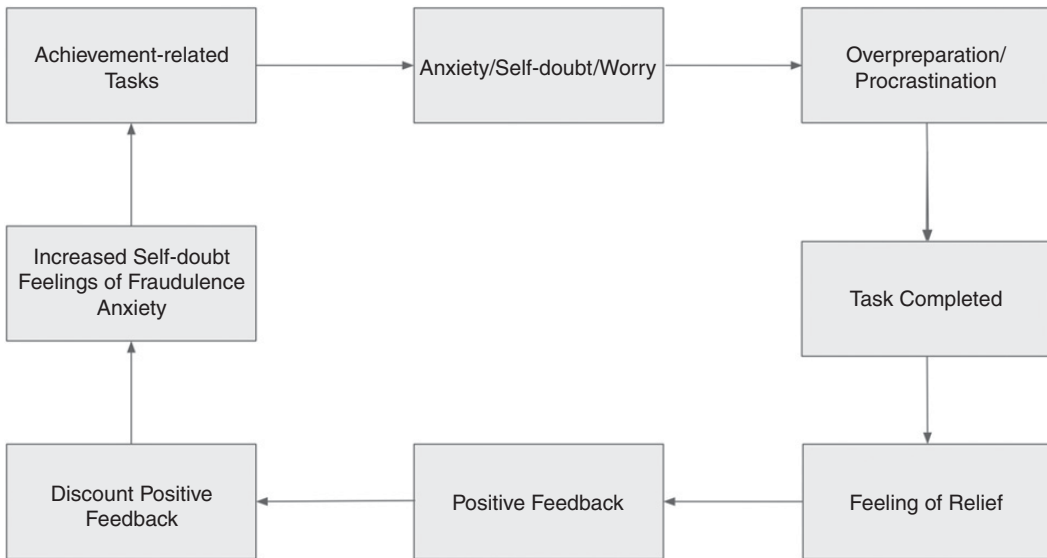 Achievement-related
Tasks
Anxiety/Self-doubt/Worry
Overpreparation/
Procrastination
Increased Self-doubt
Feelings of Fraudulence
Anxiety
Task Completed
Discount Positive
Feedback
Positive Feedback
Feeling of Relief